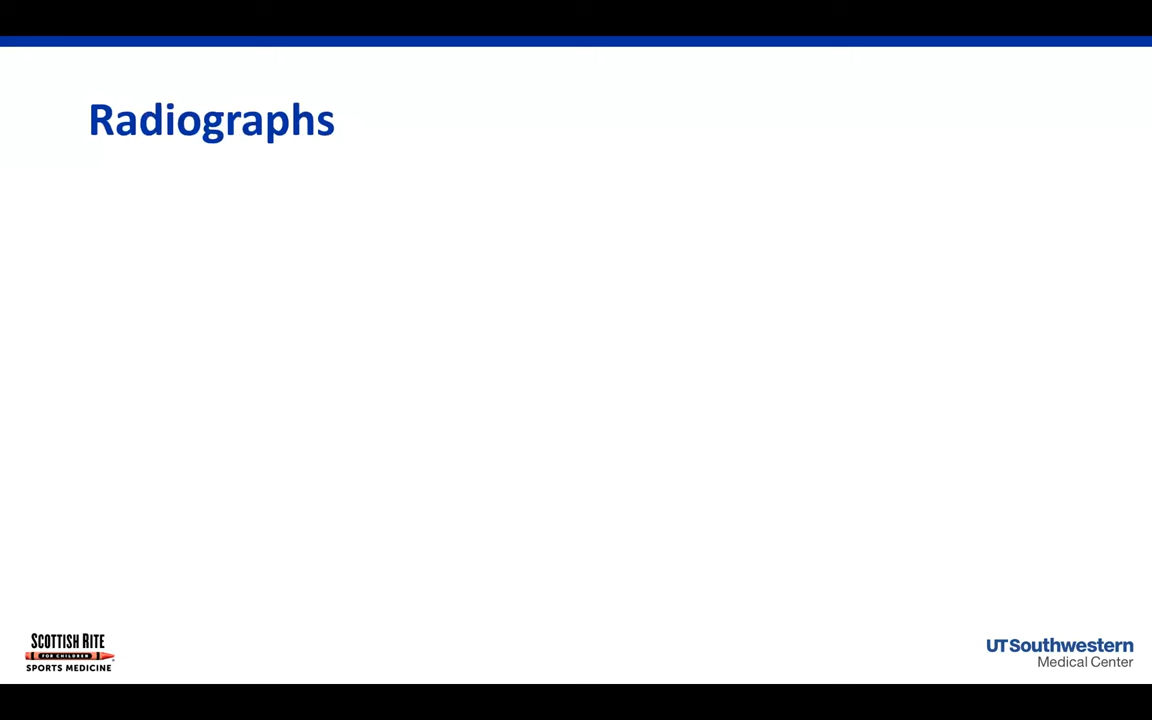 Radiographs
SCOTTISH RITE
FOR CHILDREN
SPORTS MEDICINE
UTSouthwestern
Medical Center